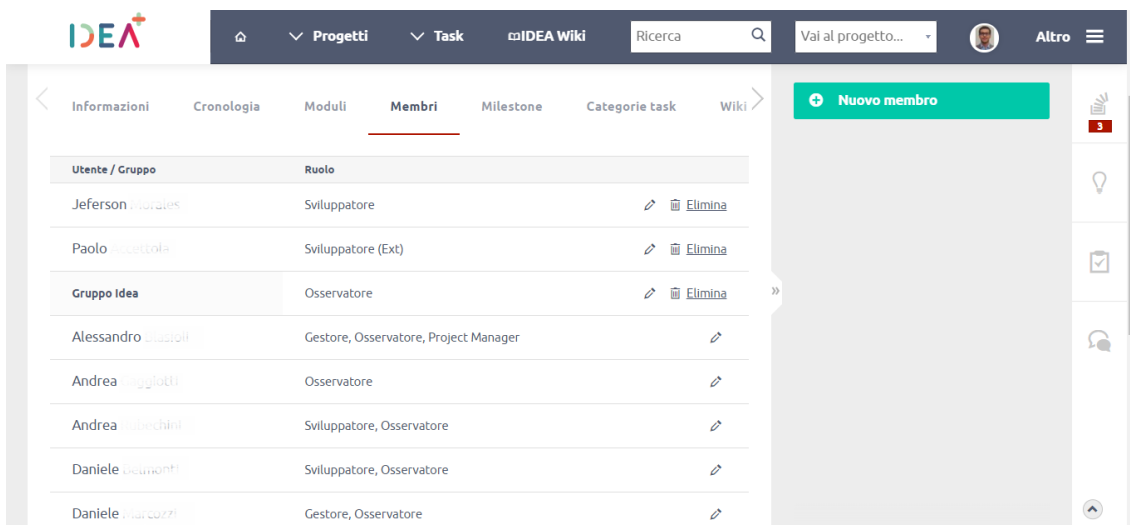 IDEA+ Progetti Task IDEA Wiki Ricerca Vai al progetto... Altro
Informazioni Cronologia Moduli Membri Milestone Categorie task Wiki
Nuovo membro
3
Utente / Gruppo Ruolo
Jeferson Sviluppatore Elimina
Paolo Sviluppatore (Ext) Elimina
Gruppo Idea Osservatore Elimina
Alessandro Gestore, Osservatore, Project Manager
Andrea Osservatore
Andrea Sviluppatore, Osservatore
Daniele Sviluppatore, Osservatore
Daniele Gestore, Osservatore